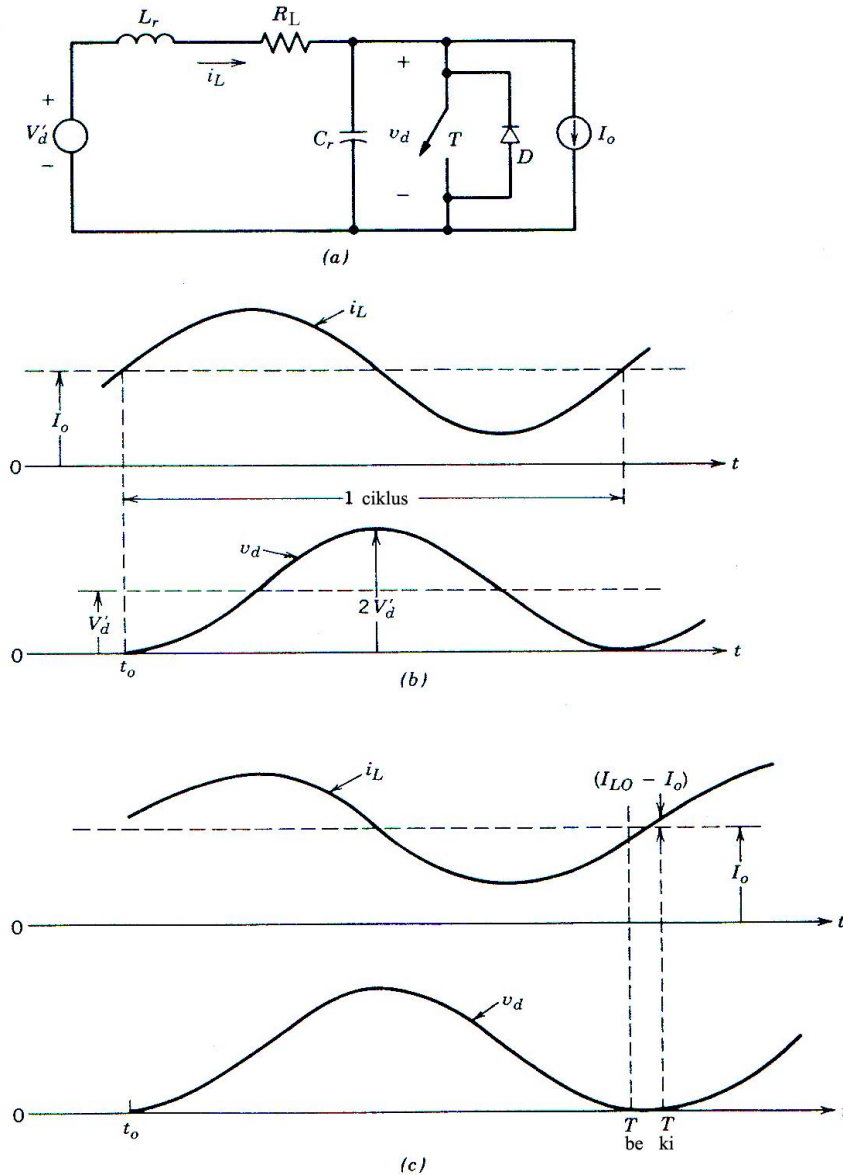 L_r R_L
i_L
+
V'_d
−
C_r
+
v_d
−
T
D
I_o
(a)
i_L
I_o
0
t
1 ciklus
v_d
V'_d
2 V'_d
0
t_o
t
(b)
i_L
(I_LO − I_o)
I_o
0
t
v_d
0
t_o
T T
be ki
(c)